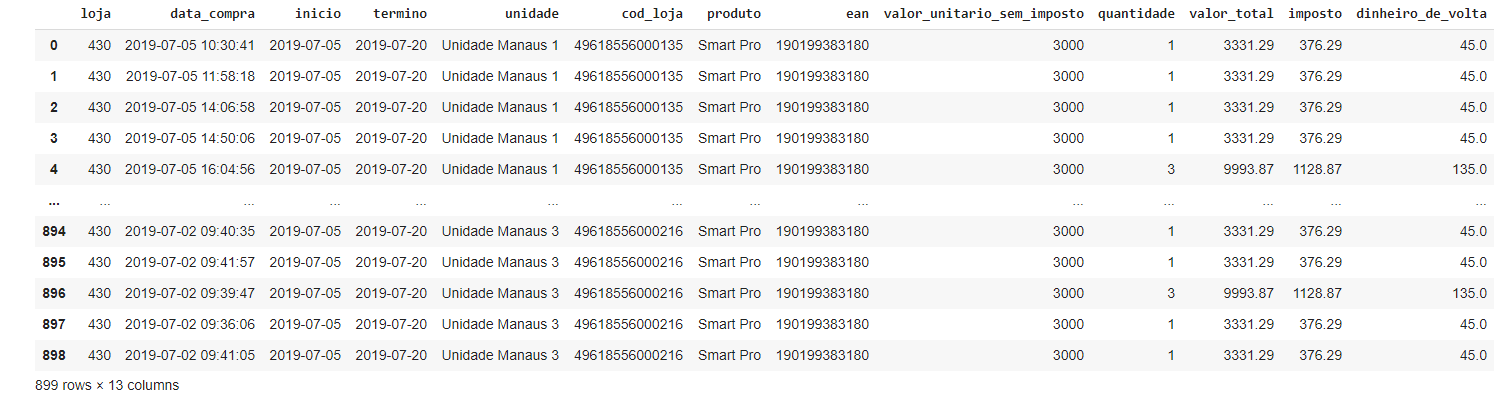 loja data_compra inicio termino unidade cod_loja produto ean valor_unitario_sem_imposto quantidade valor_total imposto dinheiro_de_volta
0 430 2019-07-05 10:30:41 2019-07-05 2019-07-20 Unidade Manaus 1 49618556000135 Smart Pro 190199383180 3000 1 3331.29 376.29 45.0
1 430 2019-07-05 11:58:18 2019-07-05 2019-07-20 Unidade Manaus 1 49618556000135 Smart Pro 190199383180 3000 1 3331.29 376.29 45.0
2 430 2019-07-05 14:06:58 2019-07-05 2019-07-20 Unidade Manaus 1 49618556000135 Smart Pro 190199383180 3000 1 3331.29 376.29 45.0
3 430 2019-07-05 14:50:06 2019-07-05 2019-07-20 Unidade Manaus 1 49618556000135 Smart Pro 190199383180 3000 1 3331.29 376.29 45.0
4 430 2019-07-05 16:04:56 2019-07-05 2019-07-20 Unidade Manaus 1 49618556000135 Smart Pro 190199383180 3000 3 9993.87 1128.87 135.0
... ... ... ... ... ... ... ... ... ... ... ... ... ...
894 430 2019-07-02 09:40:35 2019-07-05 2019-07-20 Unidade Manaus 3 49618556000216 Smart Pro 190199383180 3000 1 3331.29 376.29 45.0
895 430 2019-07-02 09:41:57 2019-07-05 2019-07-20 Unidade Manaus 3 49618556000216 Smart Pro 190199383180 3000 1 3331.29 376.29 45.0
896 430 2019-07-02 09:39:47 2019-07-05 2019-07-20 Unidade Manaus 3 49618556000216 Smart Pro 190199383180 3000 3 9993.87 1128.87 135.0
897 430 2019-07-02 09:36:06 2019-07-05 2019-07-20 Unidade Manaus 3 49618556000216 Smart Pro 190199383180 3000 1 3331.29 376.29 45.0
898 430 2019-07-02 09:41:05 2019-07-05 2019-07-20 Unidade Manaus 3 49618556000216 Smart Pro 190199383180 3000 1 3331.29 376.29 45.0
899 rows × 13 columns